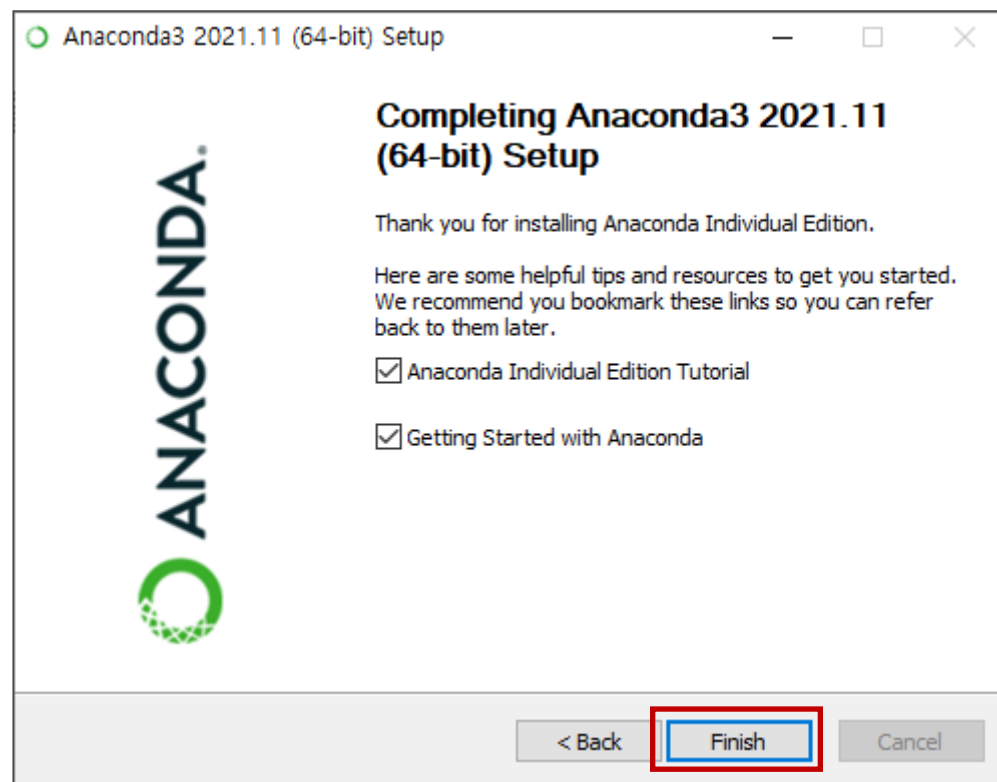 Anaconda3 2021.11 (64-bit) Setup
Completing Anaconda3 2021.11
(64-bit) Setup
Thank you for installing Anaconda Individual Edition.
Here are some helpful tips and resources to get you started.
We recommend you bookmark these links so you can refer
back to them later.
Anaconda Individual Edition Tutorial
Getting Started with Anaconda
ANACONDA.
< Back
Finish
Cancel